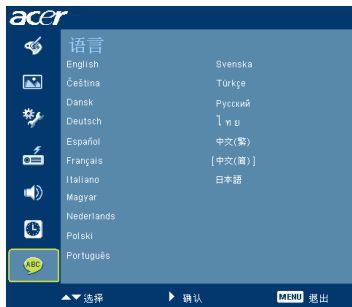 acer
语言
English
Čeština
Dansk
Deutsch
Español
Français
Italiano
Magyar
Nederlands
Polski
Português
Svenska
Türkçe
Русский
ไทย
中文(繁)
[中文(简)]
日本語
ABC
▲▼选择 ▶ 确认 MENU 退出